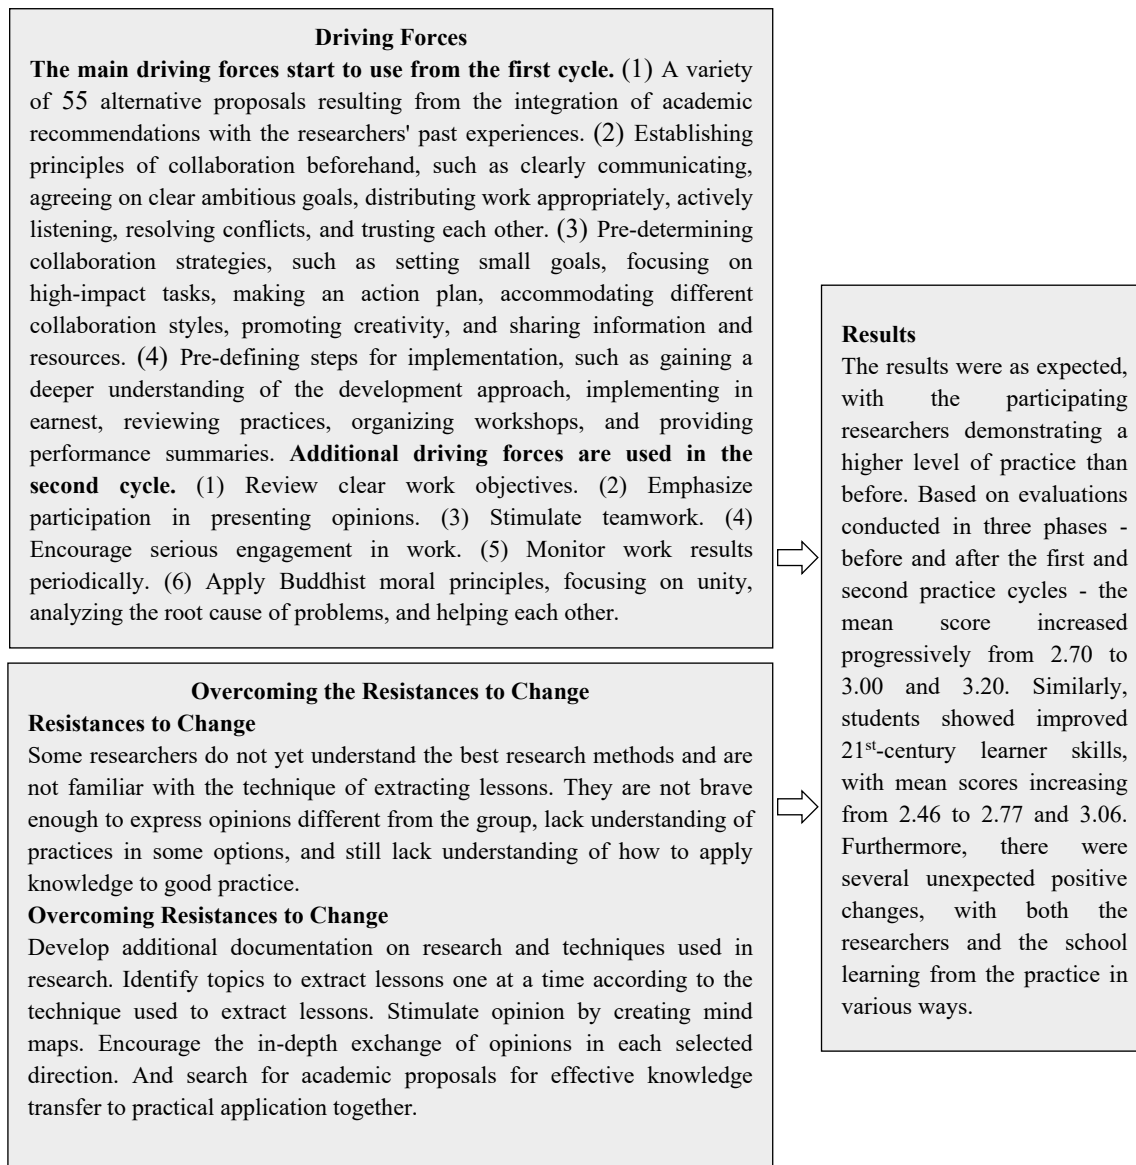 Driving Forces
The main driving forces start to use from the first cycle. (1) A variety
of 55 alternative proposals resulting from the integration of academic
recommendations with the researchers' past experiences. (2) Establishing
principles of collaboration beforehand, such as clearly communicating,
agreeing on clear ambitious goals, distributing work appropriately, actively
listening, resolving conflicts, and trusting each other. (3) Pre-determining
collaboration strategies, such as setting small goals, focusing on
high-impact tasks, making an action plan, accommodating different
collaboration styles, promoting creativity, and sharing information and
resources. (4) Pre-defining steps for implementation, such as gaining a
deeper understanding of the development approach, implementing in
earnest, reviewing practices, organizing workshops, and providing
performance summaries. Additional driving forces are used in the
second cycle. (1) Review clear work objectives. (2) Emphasize
participation in presenting opinions. (3) Stimulate teamwork. (4)
Encourage serious engagement in work. (5) Monitor work results
periodically. (6) Apply Buddhist moral principles, focusing on unity,
analyzing the root cause of problems, and helping each other.
Overcoming the Resistances to Change
Resistances to Change
Some researchers do not yet understand the best research methods and are
not familiar with the technique of extracting lessons. They are not brave
enough to express opinions different from the group, lack understanding of
practices in some options, and still lack understanding of how to apply
knowledge to good practice.
Overcoming Resistances to Change
Develop additional documentation on research and techniques used in
research. Identify topics to extract lessons one at a time according to the
technique used to extract lessons. Stimulate opinion by creating mind
maps. Encourage the in-depth exchange of opinions in each selected
direction. And search for academic proposals for effective knowledge
transfer to practical application together.
Results
The results were as expected,
with the participating
researchers demonstrating a
higher level of practice than
before. Based on evaluations
conducted in three phases -
before and after the first and
second practice cycles - the
mean score increased
progressively from 2.70 to
3.00 and 3.20. Similarly,
students showed improved
21st-century learner skills,
with mean scores increasing
from 2.46 to 2.77 and 3.06.
Furthermore, there were
several unexpected positive
changes, with both the
researchers and the school
learning from the practice in
various ways.